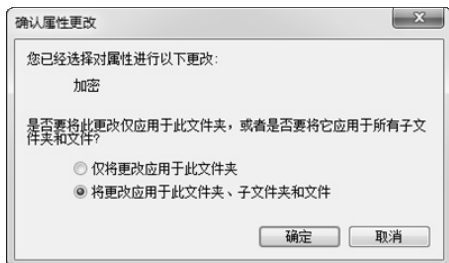 确认属性更改
您已经选择对属性进行以下更改:
加密
是否要将此更改仅应用于此文件夹，或者是否要将它应用于所有子文
件夹和文件?
仅将更改应用于此文件夹
将更改应用于此文件夹、子文件夹和文件
确定
取消